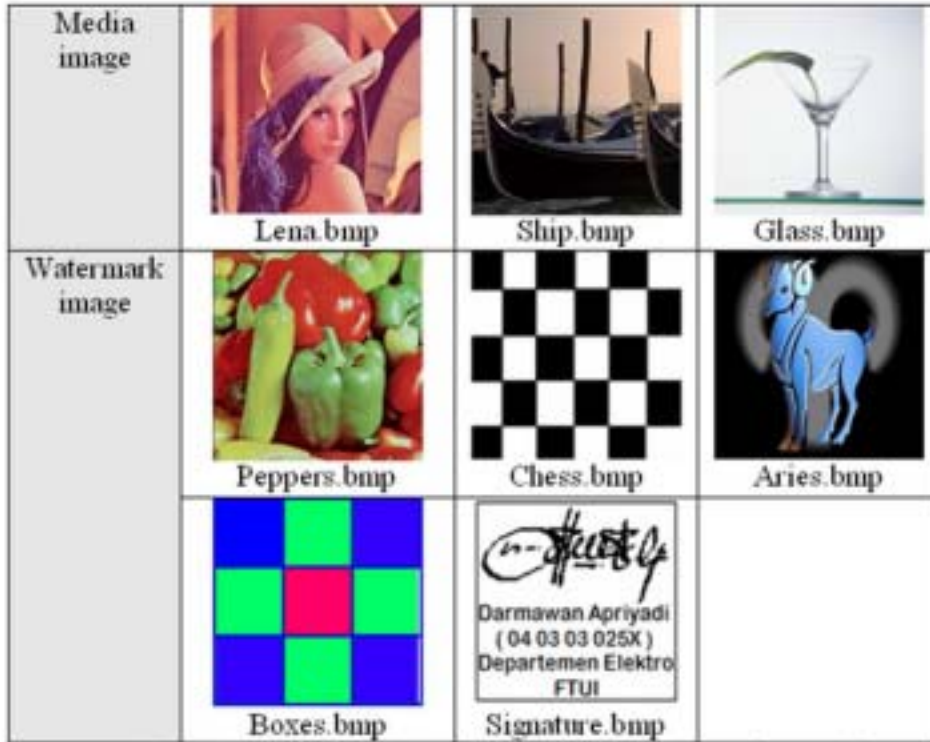 Media
image
Lena.bmp
Ship.bmp
Glass.bmp
Watermark
image
Peppers.bmp
Chess.bmp
Aries.bmp
Darmawan Apriyadi
( 04 03 03 025X )
Departemen Elektro
FTUI
Boxes.bmp
Signature.bmp